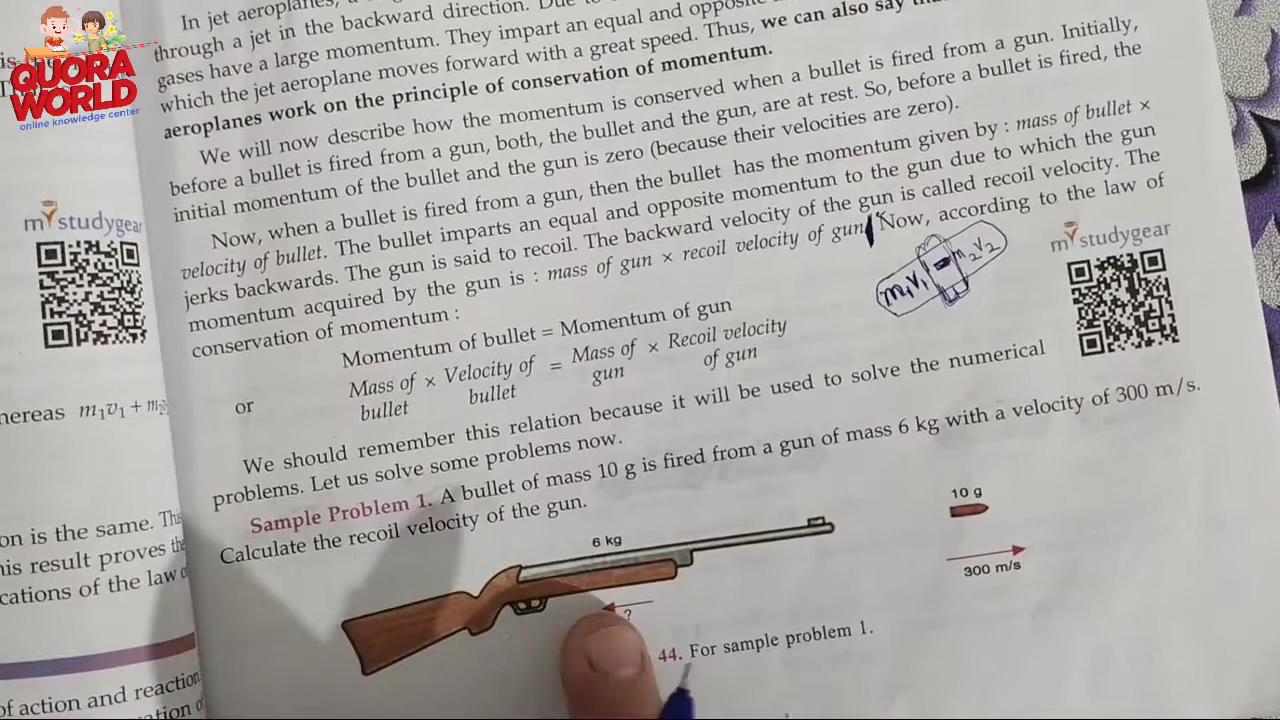 QUORA
WORLD
online knowledge center
In jet aeroplanes, a
through a jet in the backward direction. Due to
gases have a large momentum. They impart an equal and opposite
which the jet aeroplane moves forward with a great speed. Thus, we can also say that
aeroplanes work on the principle of conservation of momentum.
We will now describe how the momentum is conserved when a bullet is fired from a gun. Initially,
before a bullet is fired from a gun, both, the bullet and the gun, are at rest. So, before a bullet is fired, the
initial momentum of the bullet and the gun is zero (because their velocities are zero).
Now, when a bullet is fired from a gun, then the bullet has the momentum given by : mass of bullet ×
velocity of bullet. The bullet imparts an equal and opposite momentum to the gun due to which the gun
jerks backwards. The gun is said to recoil. The backward velocity of the gun is called recoil velocity. The
momentum acquired by the gun is : mass of gun × recoil velocity of gun. Now, according to the law of
conservation of momentum :
m1v1 = m2v2
Momentum of bullet = Momentum of gun
or Mass of bullet × Velocity of bullet = Mass of gun × Recoil velocity of gun
We should remember this relation because it will be used to solve the numerical
problems. Let us solve some problems now.
Sample Problem 1. A bullet of mass 10 g is fired from a gun of mass 6 kg with a velocity of 300 m/s.
Calculate the recoil velocity of the gun.
6 kg
10 g
300 m/s
?
44. For sample problem 1.
mystudygear
mystudygear
hereas m1v1 + m2
on is the same. This
his result proves the
cations of the law o
of action and reaction